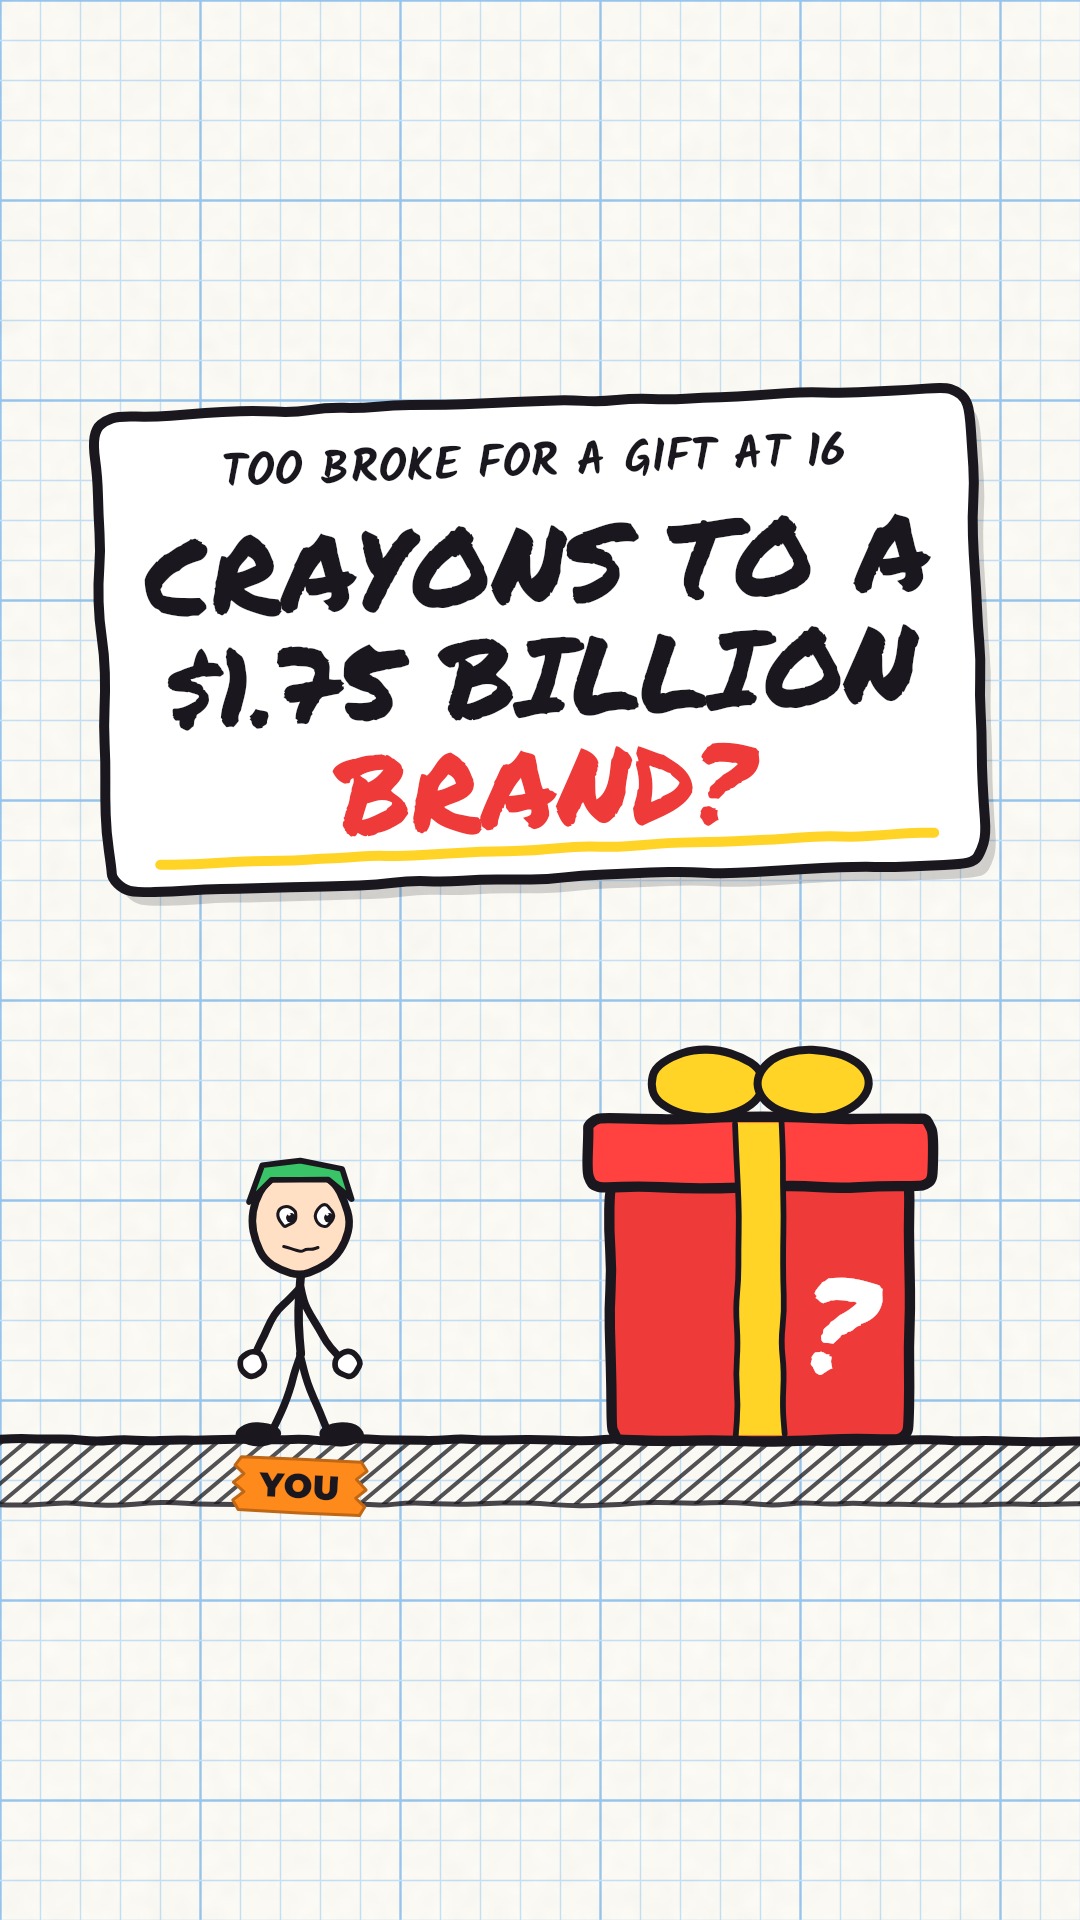 TOO BROKE FOR A GIFT AT 16
CRAYONS TO A
$1.75 BILLION
BRAND?
?
YOU